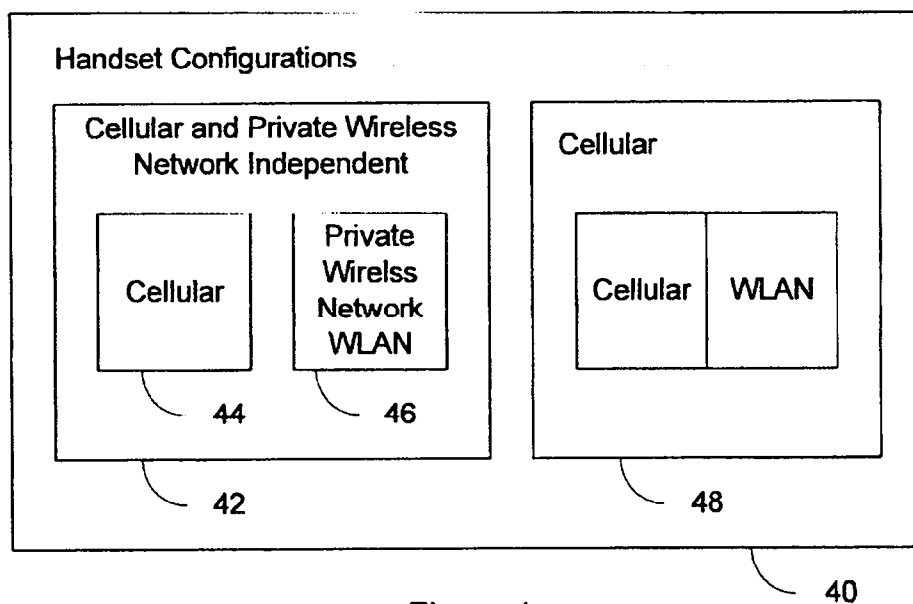 Handset Configurations
Cellular and Private Wireless
Network Independent
Cellular
Private
Wirelss
Network
WLAN
44
46
42
Cellular
Cellular
WLAN
48
40